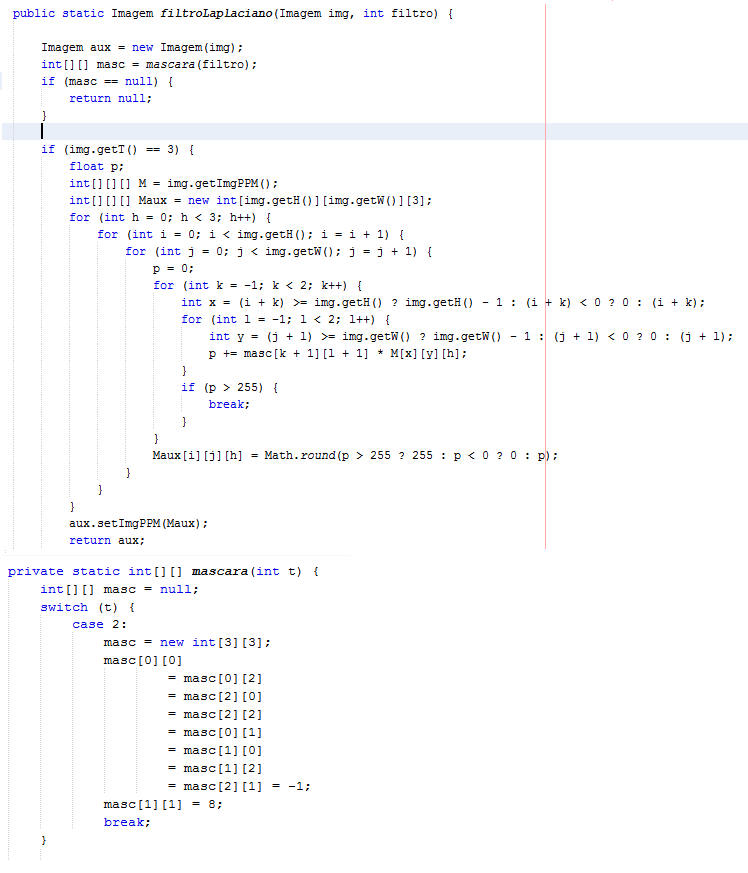 public static Imagem filtroLaplaciano(Imagem img, int filtro) {
Imagem aux = new Imagem(img);
int[][] masc = mascara(filtro);
if (masc == null) {
return null;
}
if (img.getT() == 3) {
float p;
int[][][] M = img.getImgPPM();
int[][][] Maux = new int[img.getH()][img.getW()][3];
for (int h = 0; h < 3; h++) {
for (int i = 0; i < img.getH(); i = i + 1) {
for (int j = 0; j < img.getW(); j = j + 1) {
p = 0;
for (int k = -1; k < 2; k++) {
int x = (i + k) >= img.getH() ? img.getH() - 1 : (i + k) < 0 ? 0 : (i + k);
for (int l = -1; l < 2; l++) {
int y = (j + l) >= img.getW() ? img.getW() - 1 : (j + l) < 0 ? 0 : (j + l);
p += masc[k + 1][l + 1] * M[x][y][h];
}
if (p > 255) {
break;
}
}
Maux[i][j][h] = Math.round(p > 255 ? 255 : p < 0 ? 0 : p);
}
}
}
aux.setImgPPM(Maux);
return aux;
private static int[][] mascara(int t) {
int[][] masc = null;
switch (t) {
case 2:
masc = new int[3][3];
masc[0][0]
= masc[0][2]
= masc[2][0]
= masc[2][2]
= masc[0][1]
= masc[1][0]
= masc[1][2]
= masc[2][1] = -1;
masc[1][1] = 8;
break;
}